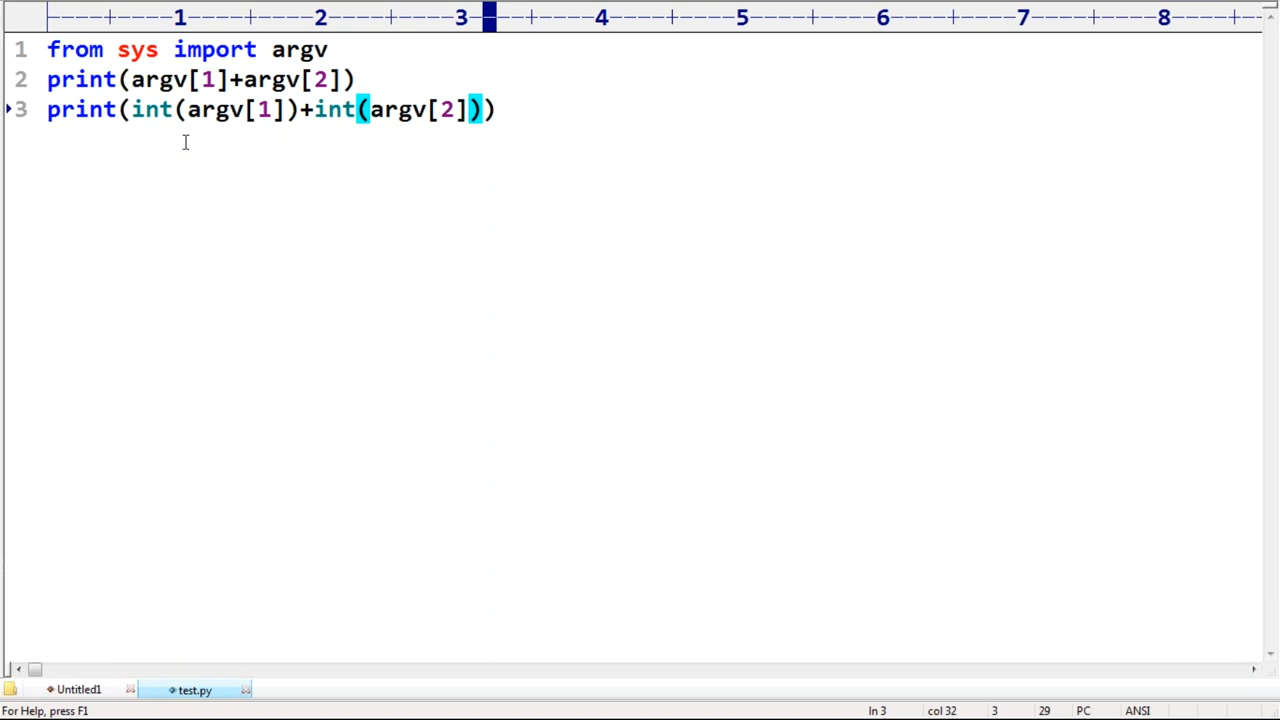 1 2 3 4 5 6 7 8
1 from sys import argv
2 print(argv[1]+argv[2])
3 print(int(argv[1])+int(argv[2]))
Untitled1 test.py
For Help, press F1 ln 3 col 32 3 29 PC ANSI